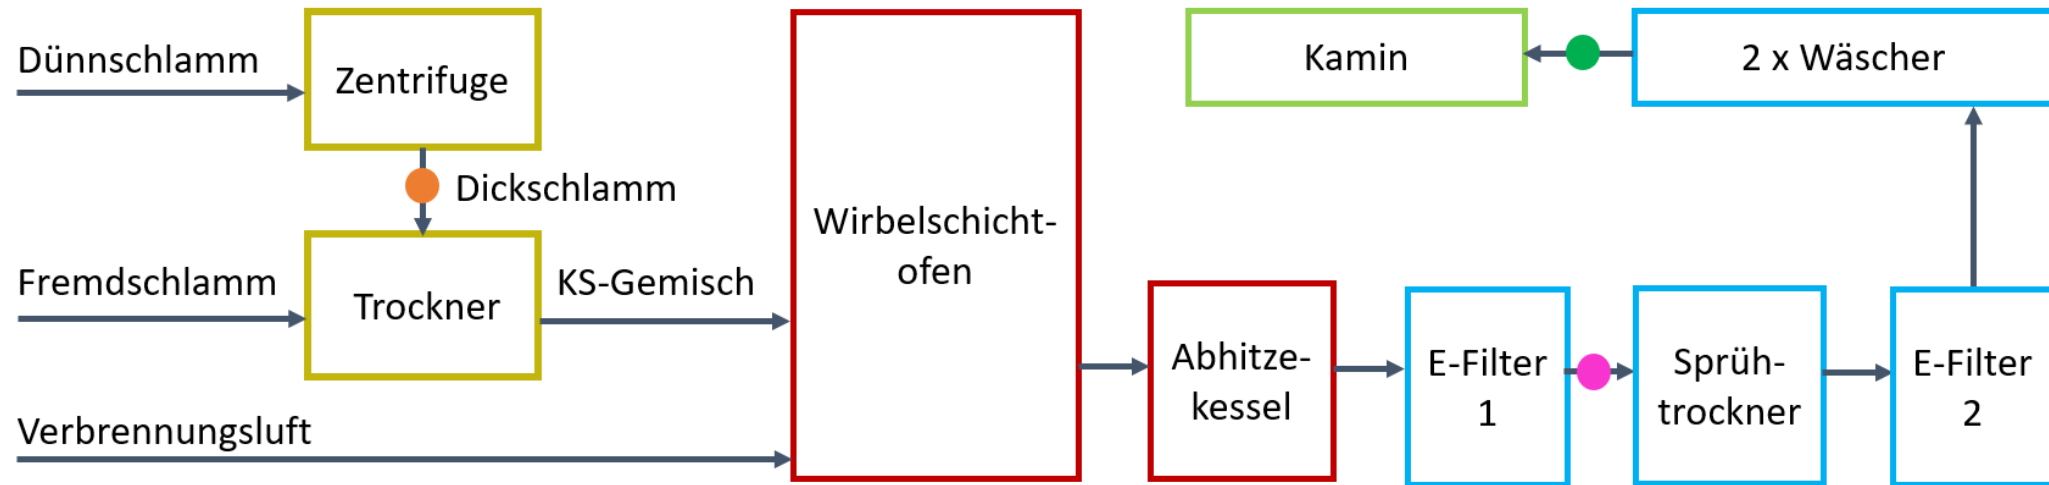 Dünnschlamm
Zentrifuge
Dickschlamm
Fremdschlamm
Trockner
KS-Gemisch
Verbrennungsluft
Wirbelschicht-
ofen
Abhitze-
kessel
E-Filter
1
Sprüh-
trockner
E-Filter
2
2 x Wäscher
Kamin